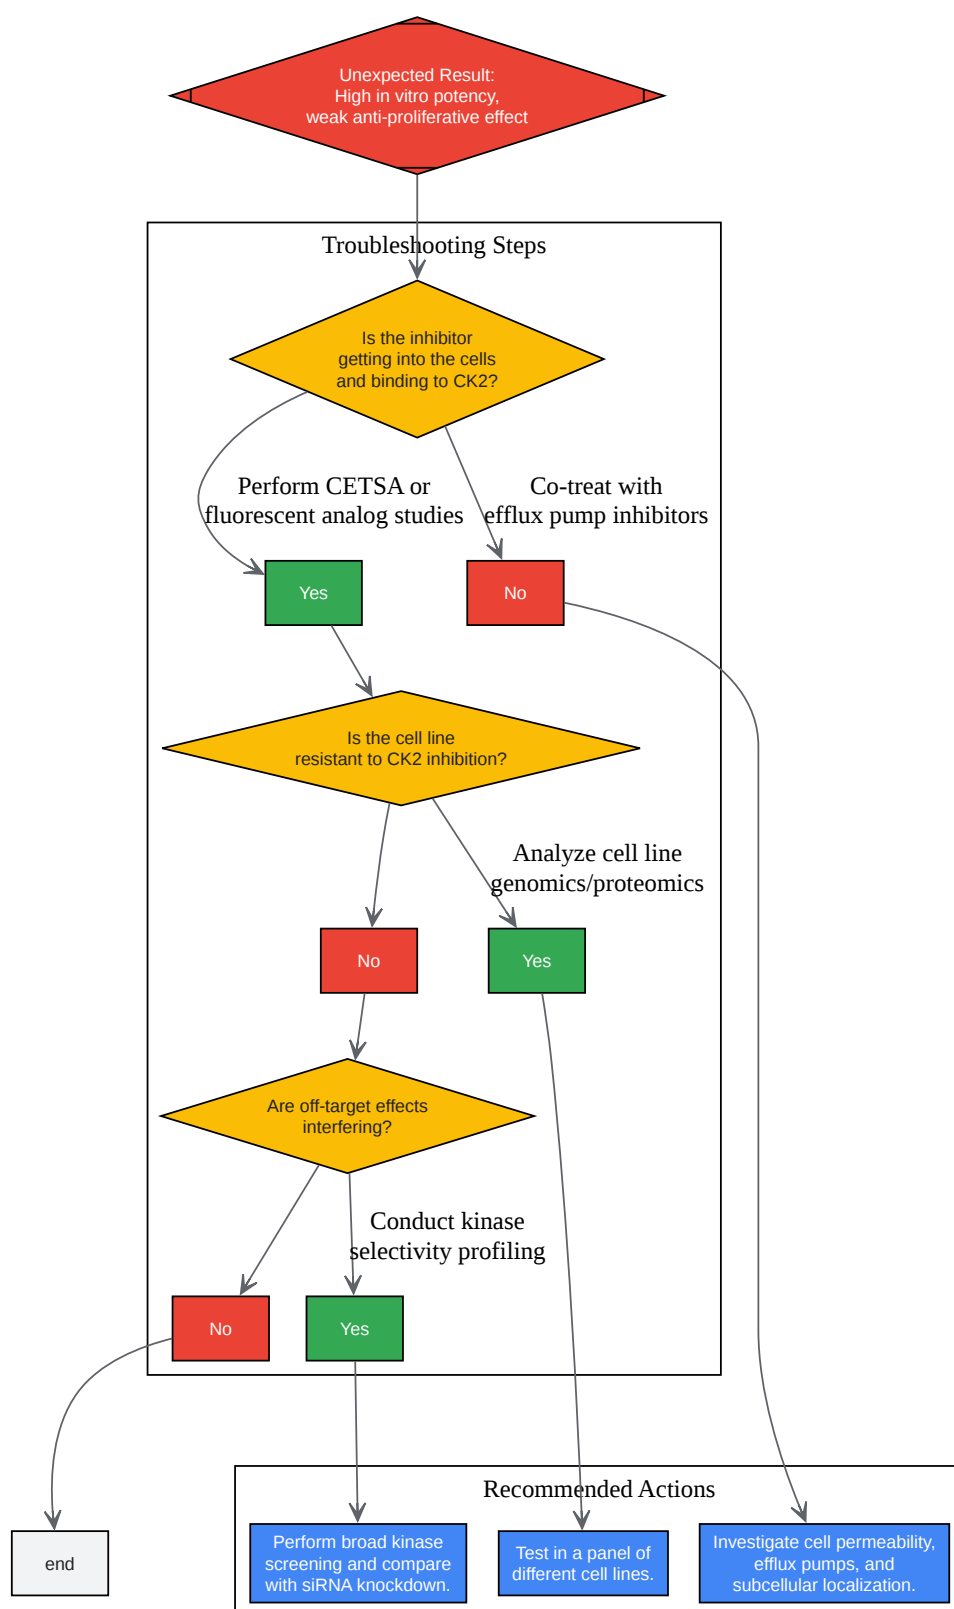 Unexpected Result:
High in vitro potency,
weak anti-proliferative effect
Troubleshooting Steps
Is the inhibitor
getting into the cells
and binding to CK2?
Perform CETSA or
fluorescent analog studies
Co-treat with
efflux pump inhibitors
Yes
No
Is the cell line
resistant to CK2 inhibition?
Analyze cell line
genomics/proteomics
No
Yes
Are off-target effects
interfering?
Conduct kinase
selectivity profiling
No
Yes
Recommended Actions
end
Perform broad kinase
screening and compare
with siRNA knockdown.
Test in a panel of
different cell lines.
Investigate cell permeability,
efflux pumps, and
subcellular localization.